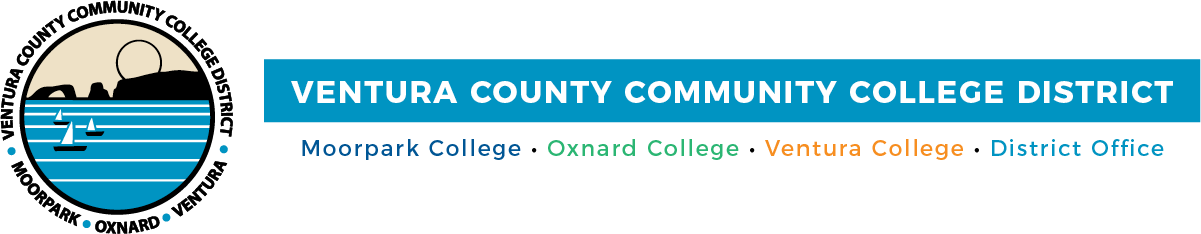 VENTURA COUNTY COMMUNITY COLLEGE DISTRICT
• MOORPARK • OXNARD • VENTURA •
VENTURA COUNTY COMMUNITY COLLEGE DISTRICT
Moorpark College • Oxnard College • Ventura College • District Office